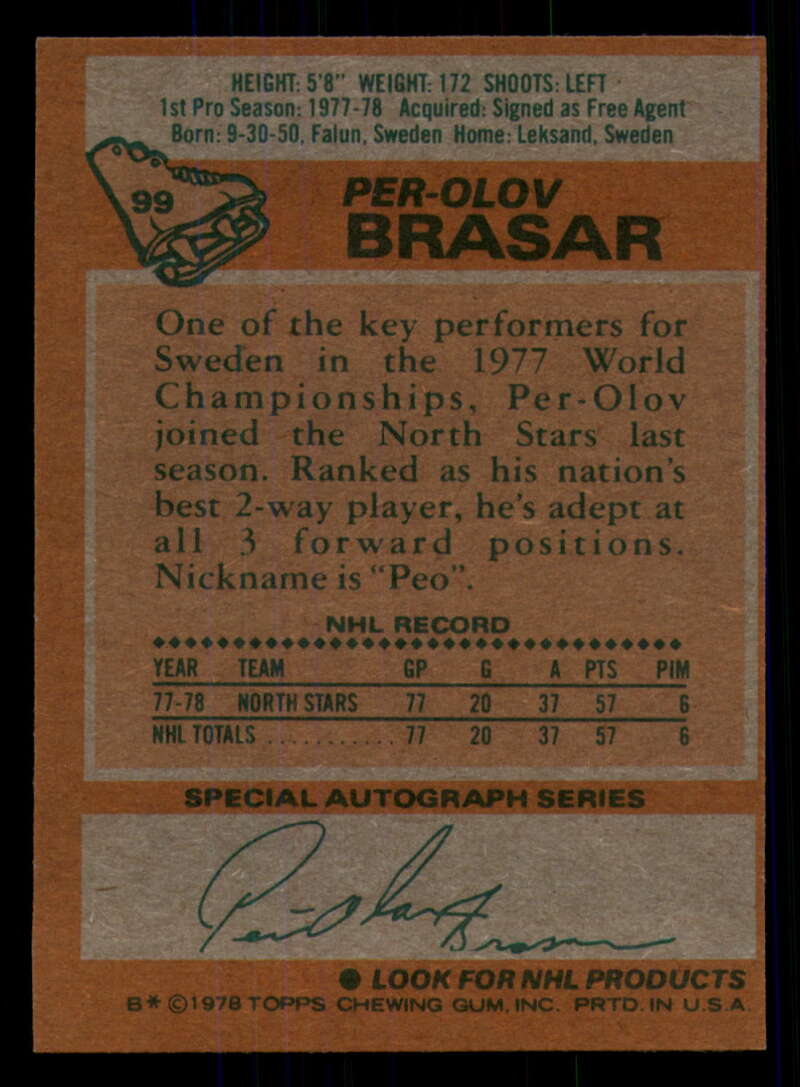 HEIGHT: 5'8" WEIGHT: 172 SHOOTS: LEFT
1st Pro Season: 1977-78 Acquired: Signed as Free Agent
Born: 9-30-50, Falun, Sweden Home: Leksand, Sweden
99
PER-OLOV
BRASAR
One of the key performers for
Sweden in the 1977 World
Championships, Per-Olov
joined the North Stars last
season. Ranked as his nation's
best 2-way player, he's adept at
all 3 forward positions.
Nickname is "Peo".
NHL RECORD
YEAR TEAM GP G A PTS PIM
77-78 NORTH STARS 77 20 37 57 6
NHL TOTALS ............ 77 20 37 57 6
SPECIAL AUTOGRAPH SERIES
Per-Olov Brasar
● LOOK FOR NHL PRODUCTS
B* ©1978 TOPPS CHEWING GUM, INC. PRTD. IN U.S.A.